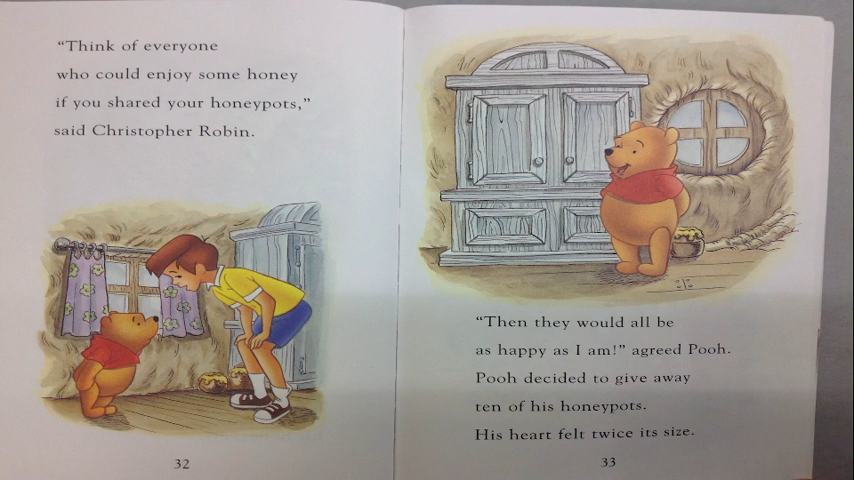 “Think of everyone
who could enjoy some honey
if you shared your honeypots,”
said Christopher Robin.
32
“Then they would all be
as happy as I am!” agreed Pooh.
Pooh decided to give away
ten of his honeypots.
His heart felt twice its size.
33